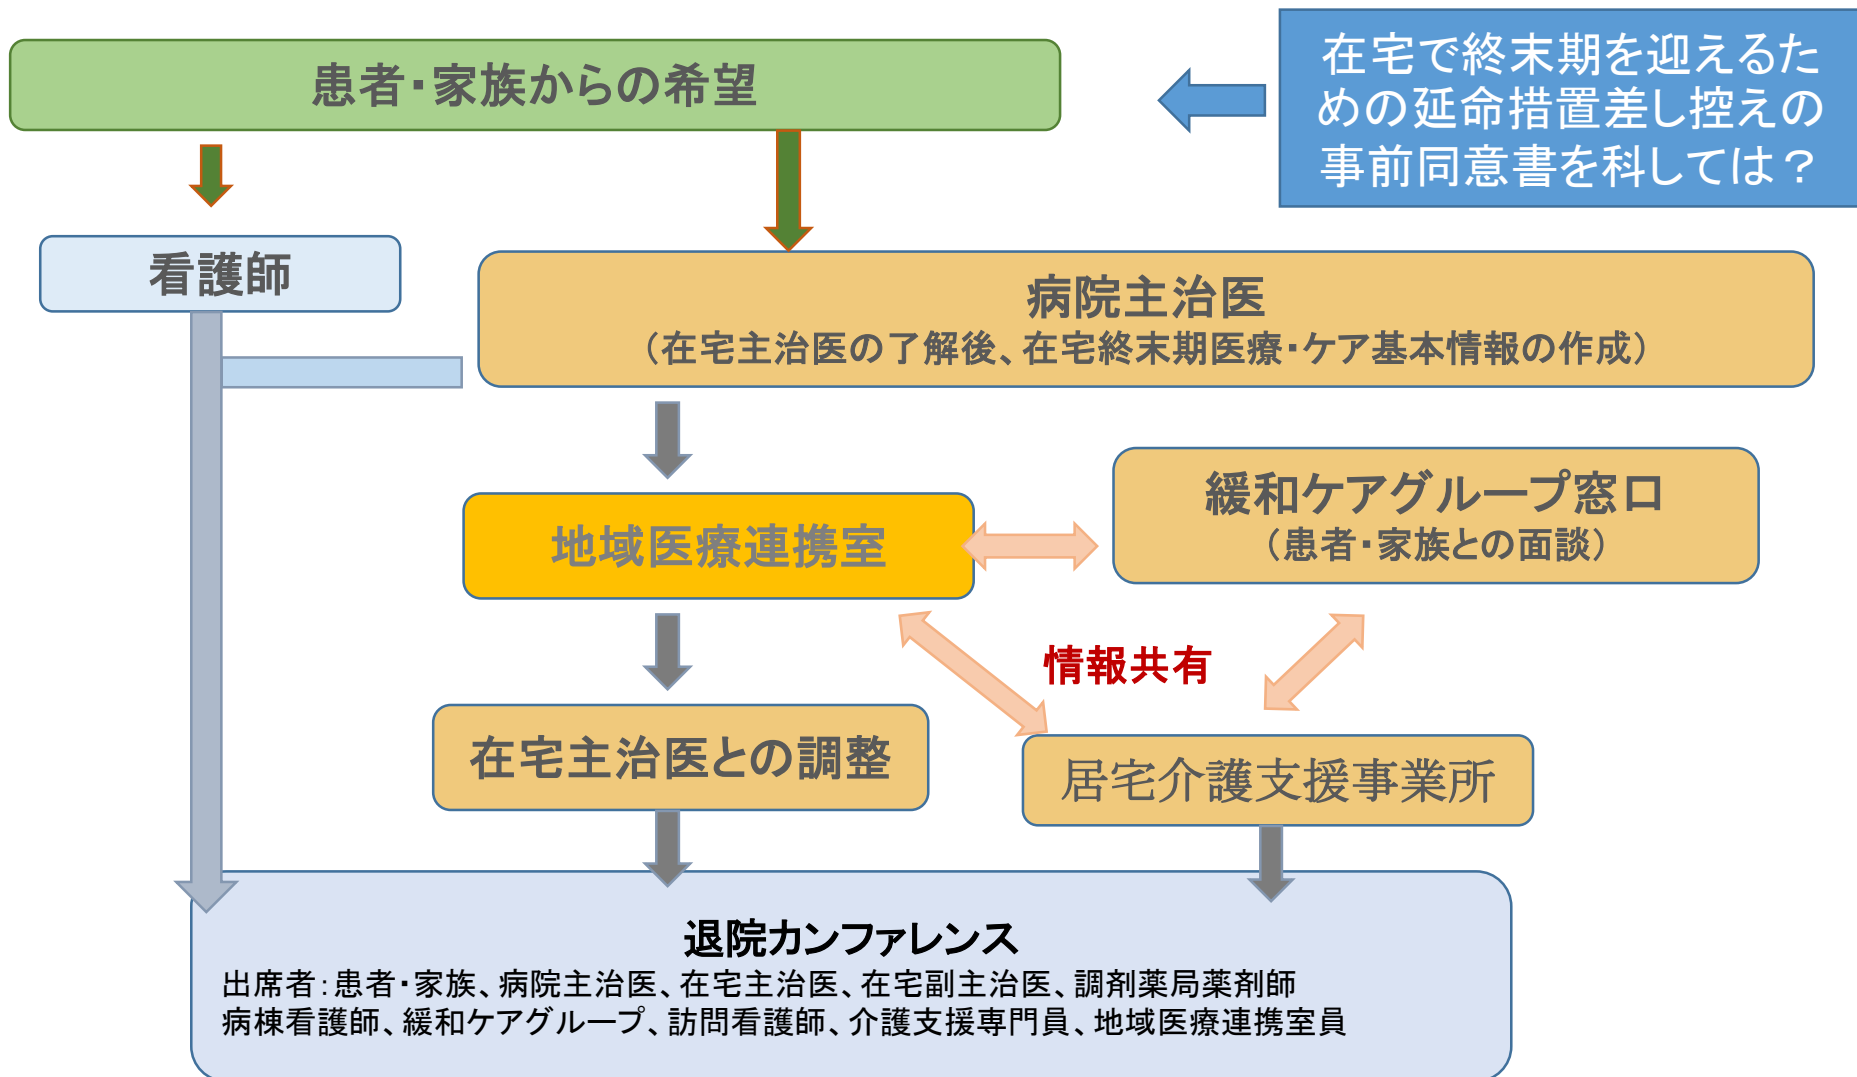 患者・家族からの希望
在宅で終末期を迎えるた
めの延命措置差し控えの
事前同意書を科しては？
看護師
病院主治医
（在宅主治医の了解後、在宅終末期医療・ケア基本情報の作成）
地域医療連携室
緩和ケアグループ窓口
（患者・家族との面談）
情報共有
在宅主治医との調整
居宅介護支援事業所
退院カンファレンス
出席者：患者・家族、病院主治医、在宅主治医、在宅副主治医、調剤薬局薬剤師
病棟看護師、緩和ケアグループ、訪問看護師、介護支援専門員、地域医療連携室員